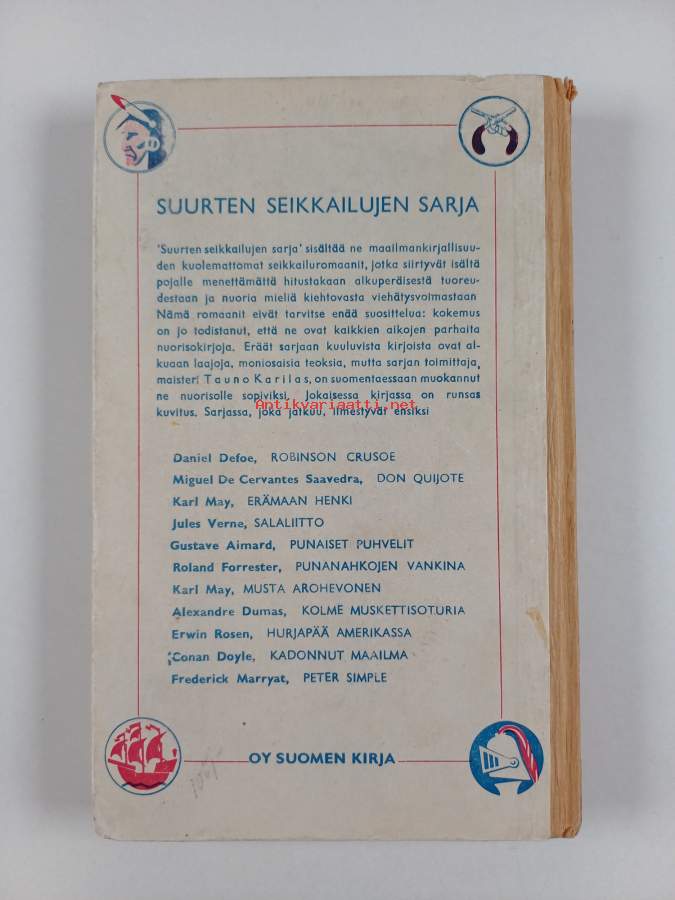 SUURTEN SEIKKAILUJEN SARJA
'Suurten seikkailujen sarja' sisältää ne maailmankirjallisuu-
den kuolemattomat seikkailuromaanit, jotka siirtyvät isältä
pojalle menettämättä hitustakaan alkuperäisestä tuoreu-
destaan ja nuoria mieliä kiehtovasta viehätysvoimastaan
Nämä romaanit eivät tarvitse enää suosittelua: kokemus
on jo todistanut, että ne ovat kaikkien aikojen parhaita
nuorisokirjoja. Eräät sarjaan kuuluvista kirjoista ovat al-
kuaan laajoja, moniosaisia teoksia, mutta sarjan toimittaja,
maisteri Tauno Karilas, on suomentaessaan muokannut
ne nuorisolle sopiviksi. Jokaisessa kirjassa on runsas
Antikvariaatti.net
kuvitus. Sarjassa, joka jatkuu, ilmestyvät ensiksi
Daniel Defoe, ROBINSON CRUSOE
Miguel De Cervantes Saavedra, DON QUIJOTE
Karl May, ERÄMAAN HENKI
Jules Verne, SALALIITTO
Gustave Aimard, PUNAISET PUHVELIT
Roland Forrester, PUNANAHKOJEN VANKINA
Karl May, MUSTA AROHEVONEN
Alexandre Dumas, KOLME MUSKETTISOTURIA
Erwin Rosen, HURJAPÄÄ AMERIKASSA
Conan Doyle, KADONNUT MAAILMA
Frederick Marryat, PETER SIMPLE
OY SUOMEN KIRJA